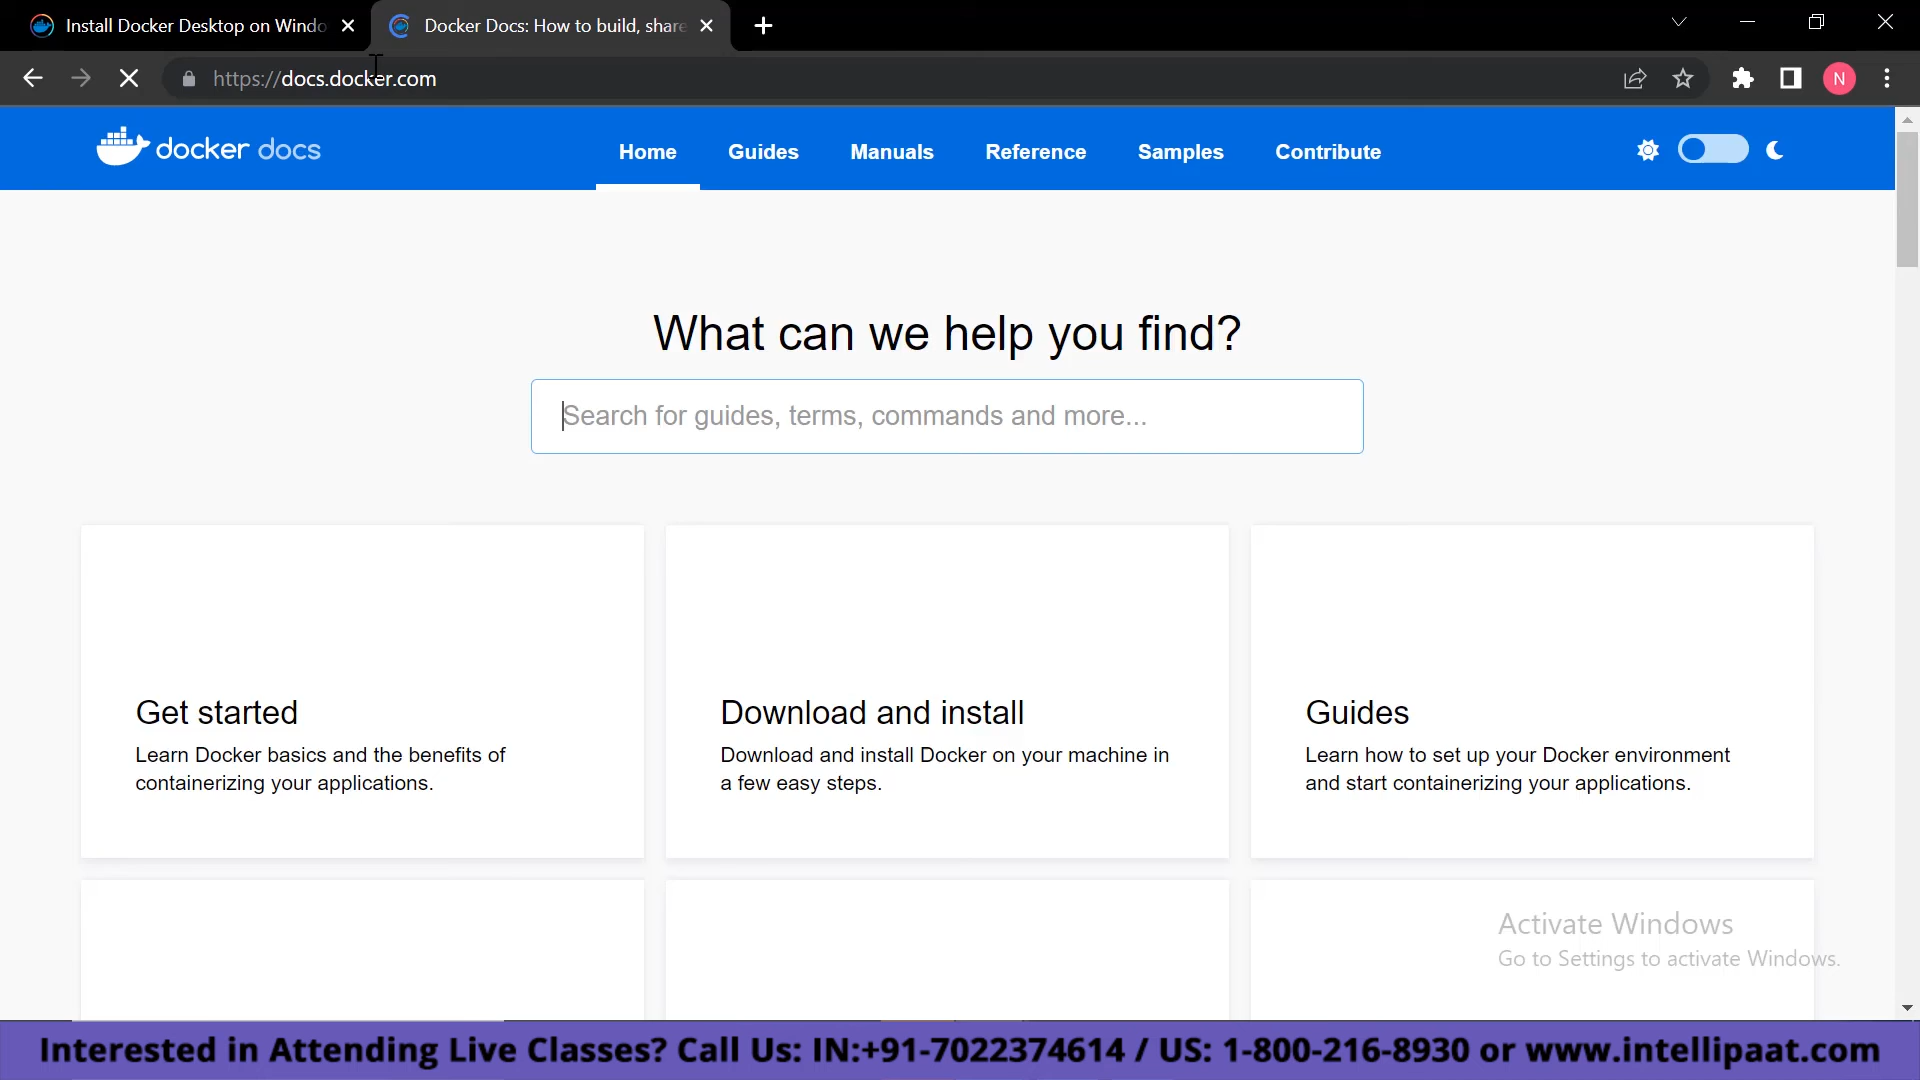 Install Docker Desktop on Windo
Docker Docs: How to build, share
https://docs.docker.com
N
docker docs
Home
Guides
Manuals
Reference
Samples
Contribute
What can we help you find?
Search for guides, terms, commands and more...
Get started
Learn Docker basics and the benefits of
containerizing your applications.
Download and install
Download and install Docker on your machine in
a few easy steps.
Guides
Learn how to set up your Docker environment
and start containerizing your applications.
Activate Windows
Go to Settings to activate Windows.
Interested in Attending Live Classes? Call Us: IN:+91-7022374614 / US: 1-800-216-8930 or www.intellipaat.com